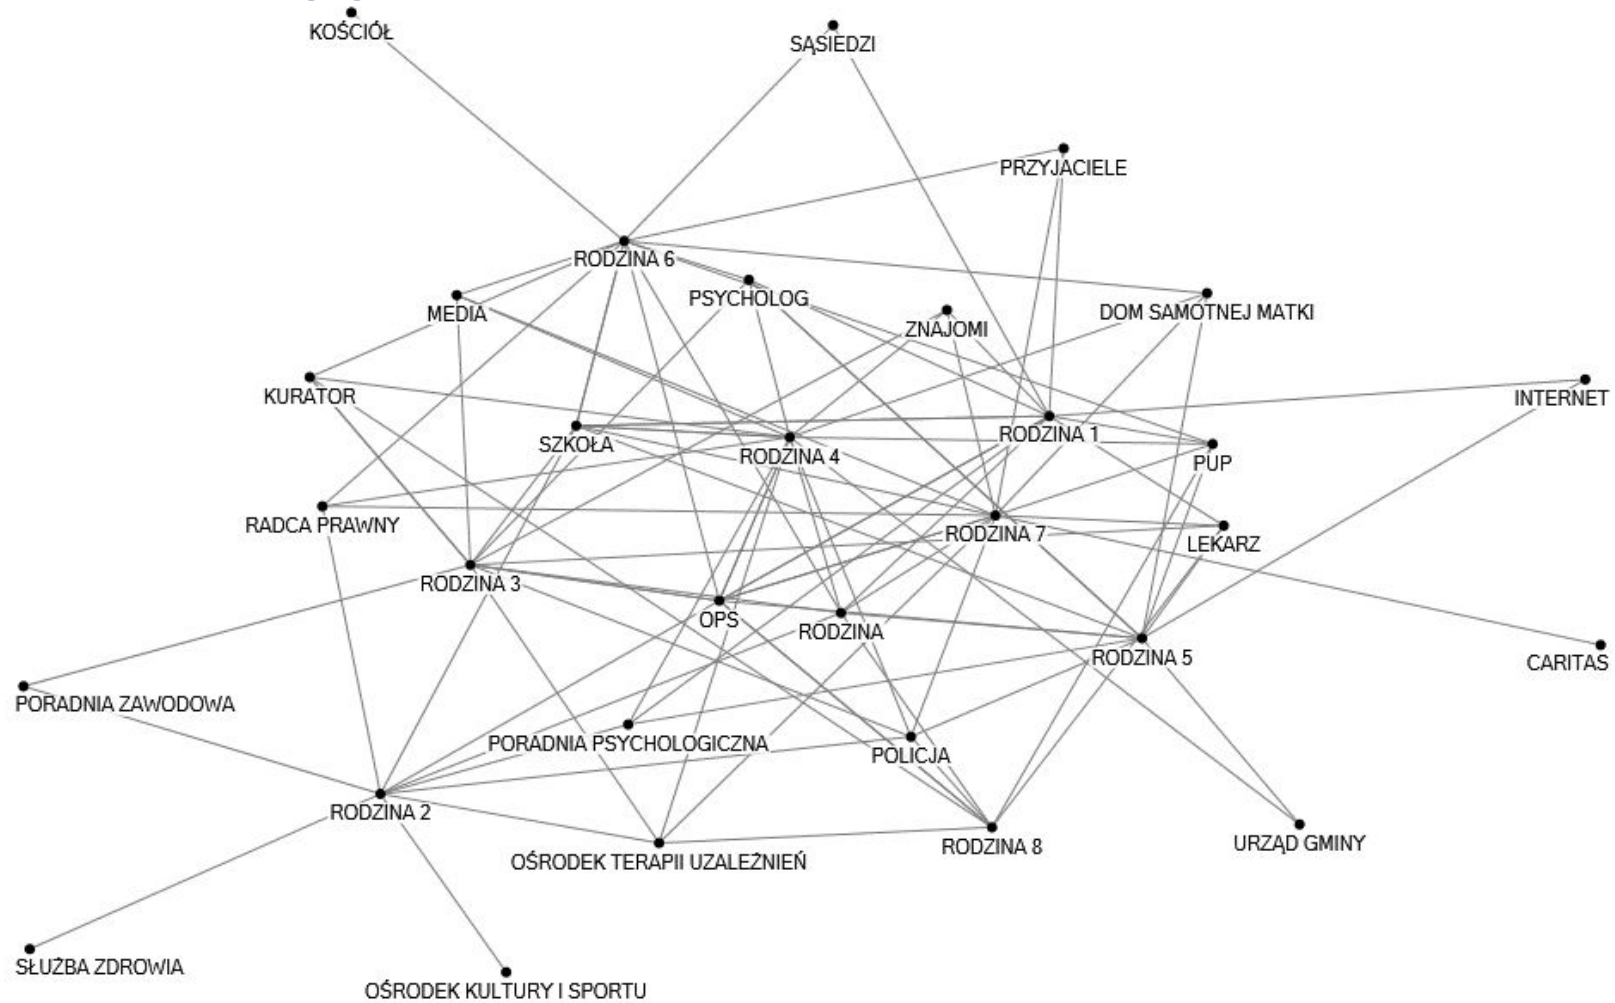 KOŚCIÓŁ
SĄSIEDZI
PRZYJACIELE
RODZINA 6
PSYCHOLOG
MEDIA
ZNAJOMI
DOM SAMOTNEJ MATKI
KURATOR
INTERNET
SZKOŁA
RODZINA 4
RODZINA 1
PUP
RADCA PRAWNY
RODZINA 7
LEKARZ
RODZINA 3
OPS
RODZINA
RODZINA 5
CARITAS
PORADNIA ZAWODOWA
PORADNIA PSYCHOLOGICZNA
POLICJA
RODZINA 2
OŚRODEK TERAPII UZALEŻNIEŃ
RODZINA 8
URZĄD GMINY
SŁUŻBA ZDROWIA
OŚRODEK KULTURY I SPORTU